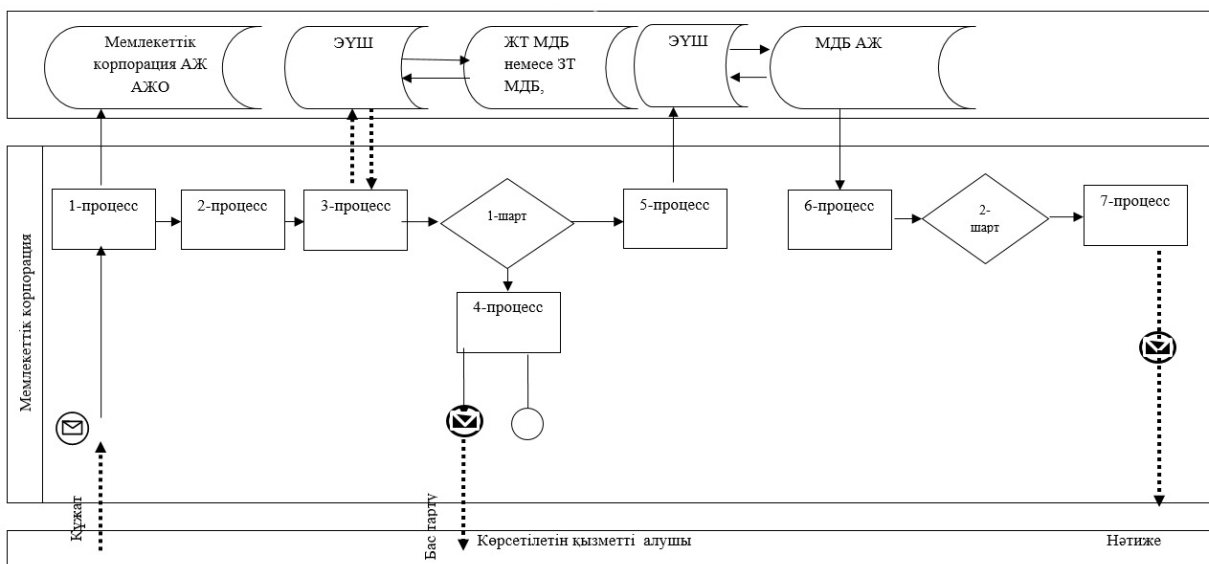 Мемлекеттік
корпорация АЖ
АЖО
ЭҮШ
ЖТ МДБ
немесе ЗТ
МДБ,
ЭҮШ
МДБ АЖ
Мемлекеттік корпорация
1-процесс
2-процесс
3-процесс
1-шарт
5-процесс
6-процесс
2-
шарт
7-процесс
4-процесс
Құжат
Бас тарту
Көрсетілетін қызметті алушы
Нәтиже